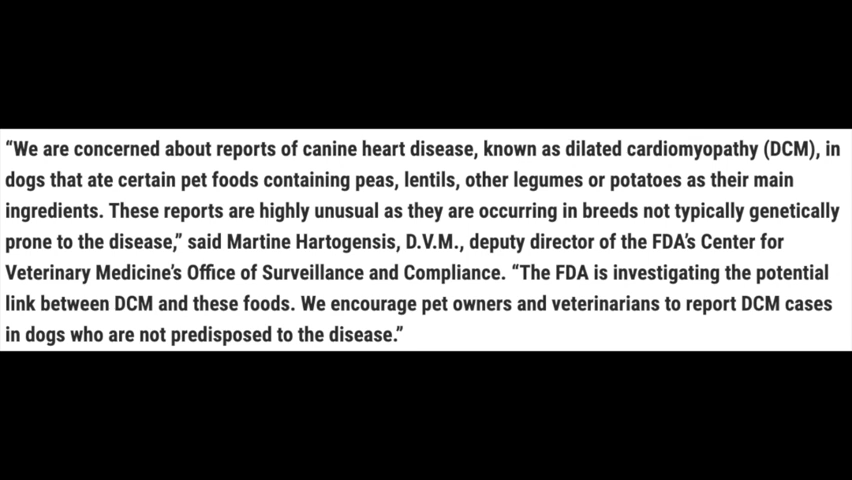 “We are concerned about reports of canine heart disease, known as dilated cardiomyopathy (DCM), in
dogs that ate certain pet foods containing peas, lentils, other legumes or potatoes as their main
ingredients. These reports are highly unusual as they are occurring in breeds not typically genetically
prone to the disease,” said Martine Hartogensis, D.V.M., deputy director of the FDA’s Center for
Veterinary Medicine’s Office of Surveillance and Compliance. “The FDA is investigating the potential
link between DCM and these foods. We encourage pet owners and veterinarians to report DCM cases
in dogs who are not predisposed to the disease.”